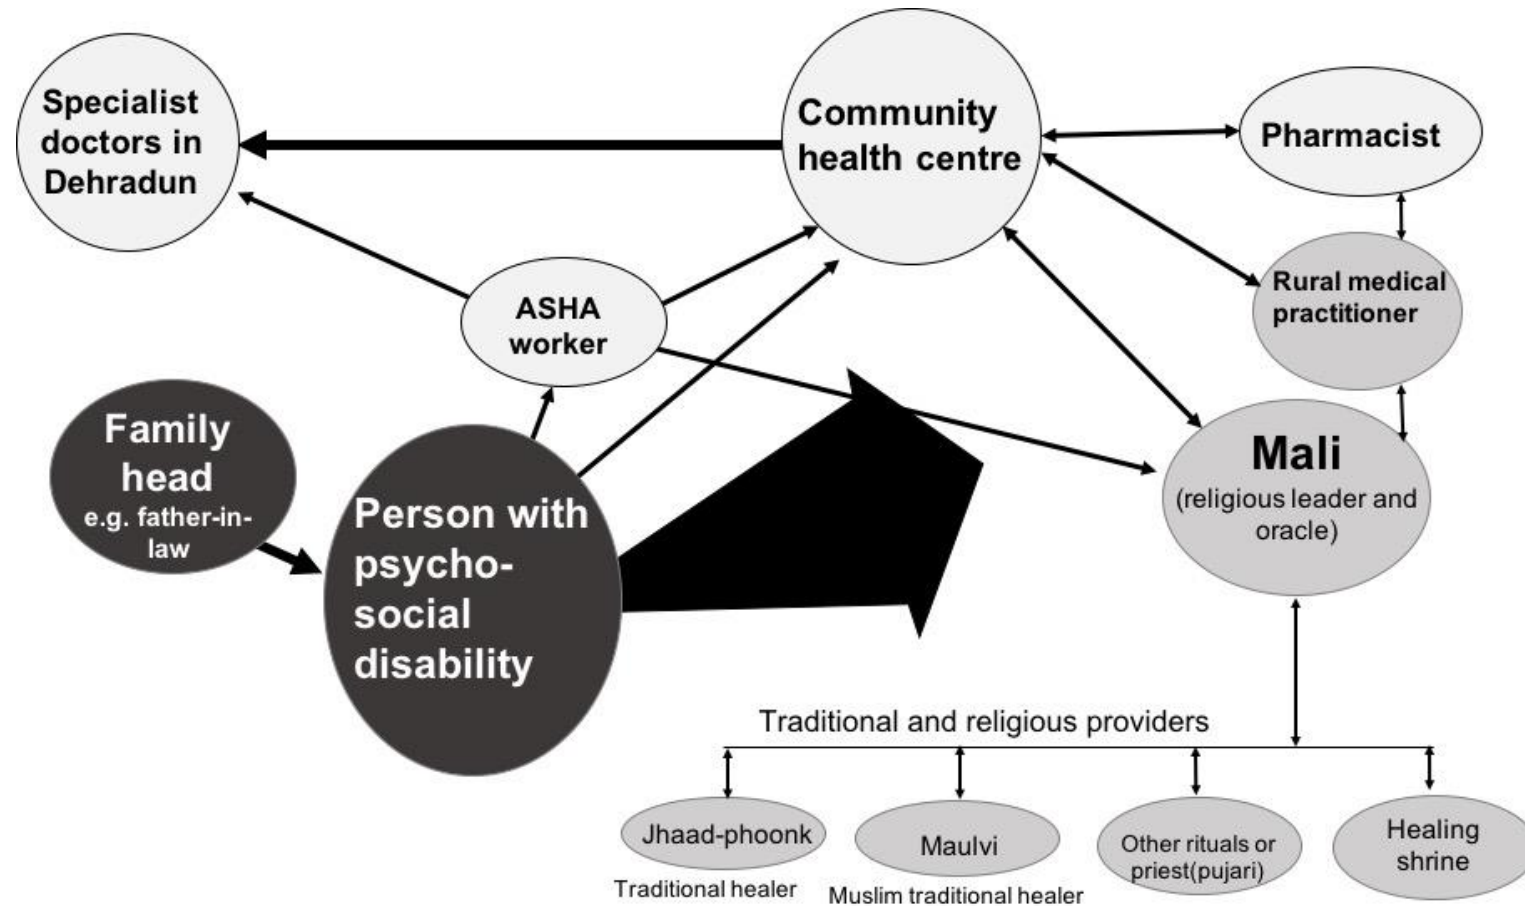 Specialist
doctors in
Dehradun
Community
health centre
Pharmacist
Rural medical
practitioner
ASHA
worker
Family
head
e.g. father-in-
law
Person with
psycho-
social
disability
Mali
(religious leader and
oracle)
Traditional and religious providers
Jhaad-phoonk
Traditional healer
Maulvi
Muslim traditional healer
Other rituals or
priest(pujari)
Healing
shrine